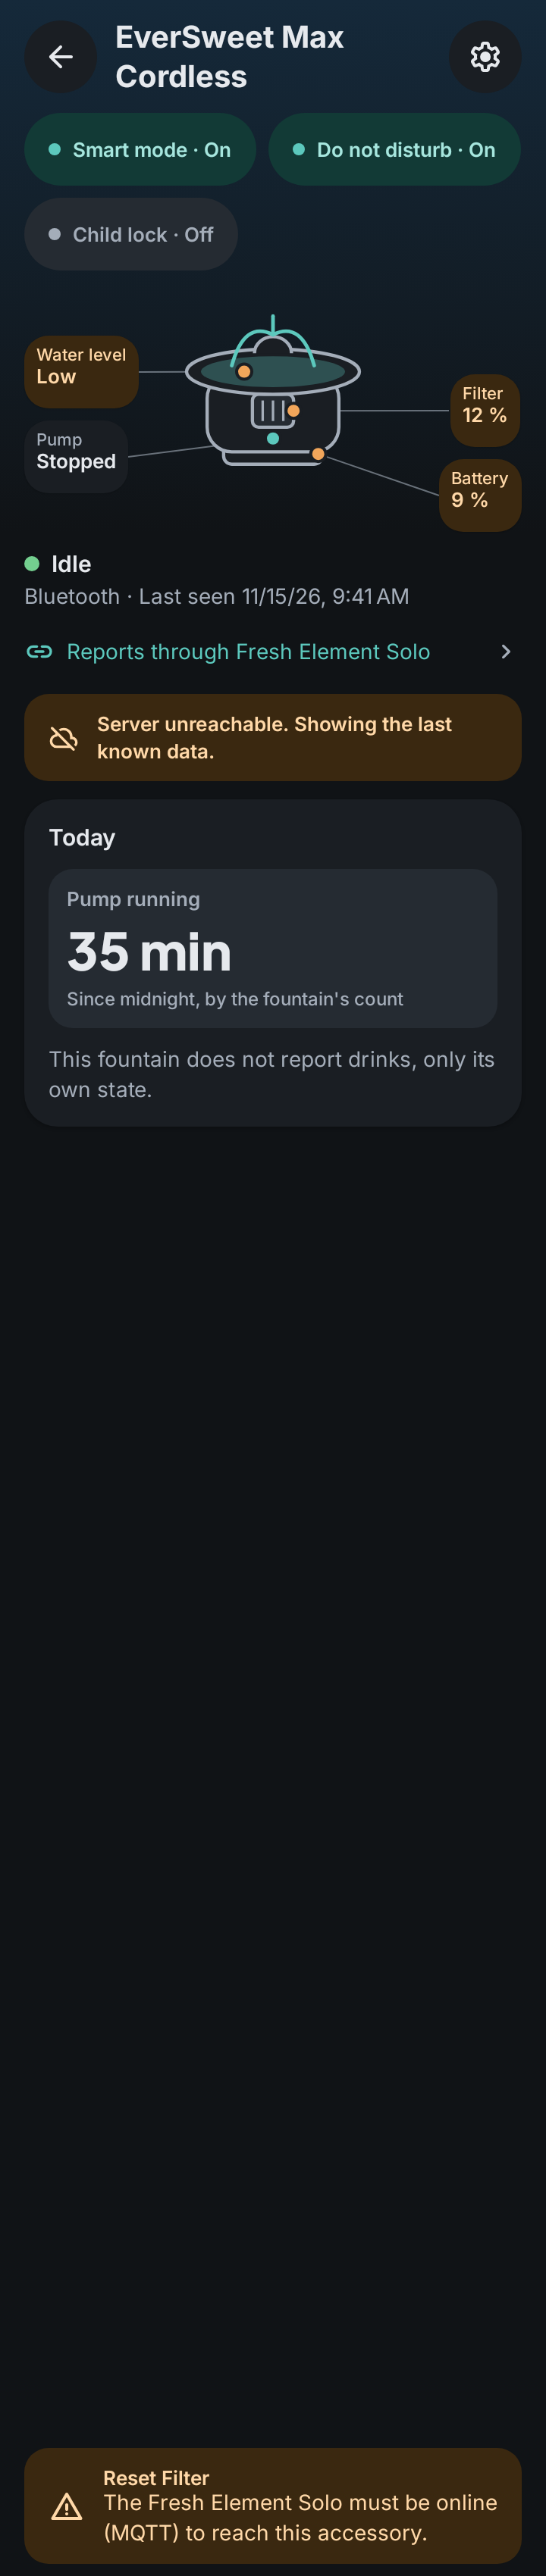 EverSweet Max
Cordless
Smart mode · On
Do not disturb · On
Child lock · Off
Water level
Low
Filter
12 %
Pump
Stopped
Battery
9 %
Idle
Bluetooth · Last seen 11/15/26, 9:41 AM
Reports through Fresh Element Solo
Server unreachable. Showing the last
known data.
Today
Pump running
35 min
Since midnight, by the fountain's count
This fountain does not report drinks, only its
own state.
Reset Filter
The Fresh Element Solo must be online
(MQTT) to reach this accessory.